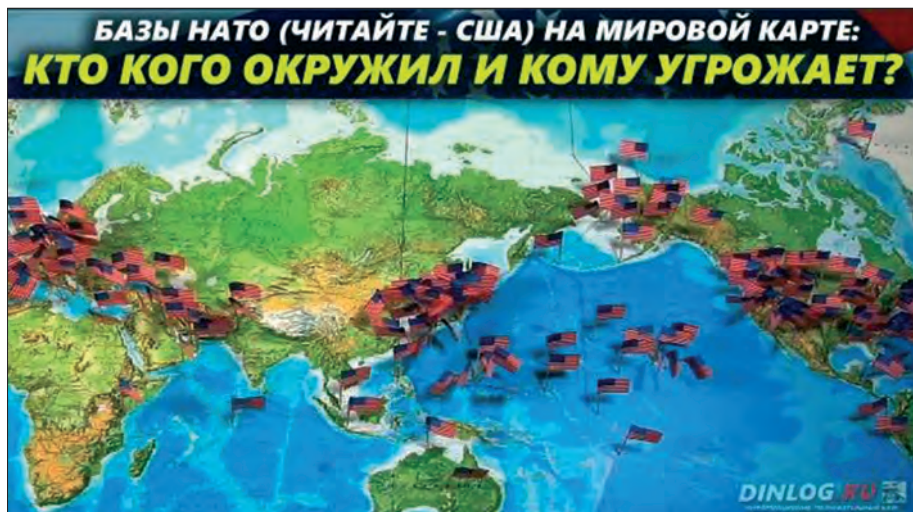 БАЗЫ НАТО (ЧИТАЙТЕ - США) НА МИРОВОЙ КАРТЕ:
КТО КОГО ОКРУЖИЛ И КОМУ УГРОЖАЕТ?
DINLOG.RU